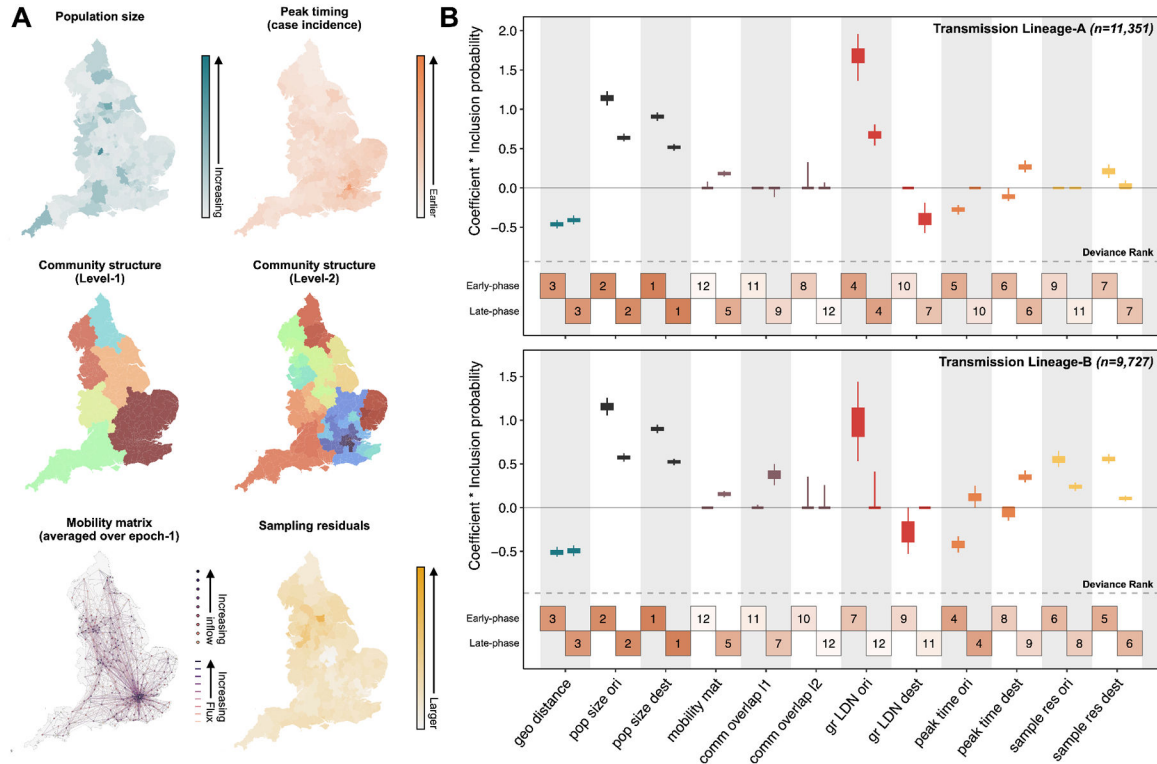 A
Population size
Increasing
Peak timing
(case incidence)
Earlier
Community structure
(Level-1)
Community structure
(Level-2)
Mobility matrix
(averaged over epoch-1)
Increasing
inflow
Increasing
Flux
Sampling residuals
Larger
B
Coefficient * Inclusion probability
Transmission Lineage-A (n=11,351)
2.0
1.5
1.0
0.5
0.0
−0.5
Deviance Rank
Early-phase 3 2 1 12 11 8 4 10 5 6 9 7
Late-phase 3 2 1 5 9 12 4 7 10 6 11 7
Coefficient * Inclusion probability
Transmission Lineage-B (n=9,727)
1.5
1.0
0.5
0.0
−0.5
Deviance Rank
Early-phase 3 2 1 12 11 10 7 9 4 8 6 5
Late-phase 3 2 1 5 7 12 12 11 4 9 8 6
geo distance
pop size ori
pop size dest
mobility mat
comm overlap l1
comm overlap l2
gr LDN ori
gr LDN dest
peak time ori
peak time dest
sample res ori
sample res dest